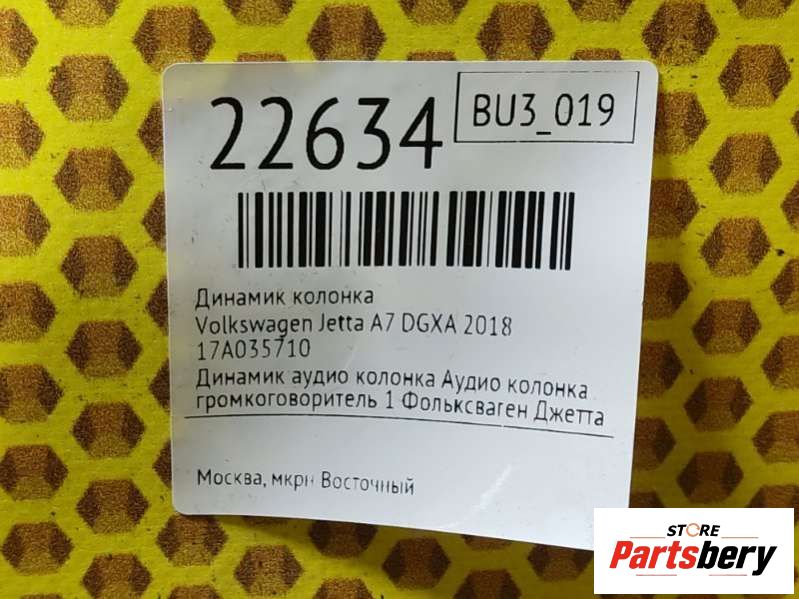 22634
BU3_019
Динамик колонка
Volkswagen Jetta A7 DGXA 2018
17A035710
Динамик аудио колонка Аудио колонка
громкоговоритель 1 Фольксваген Джетта
Москва, мкрн Восточный
STORE
Partsbery